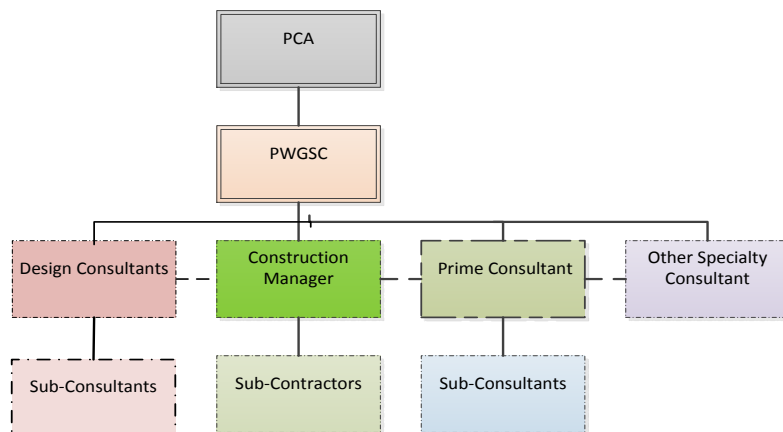 PCA
PWGSC
Design Consultants
Construction
Manager
Prime Consultant
Other Specialty
Consultant
Sub-Consultants
Sub-Contractors
Sub-Consultants